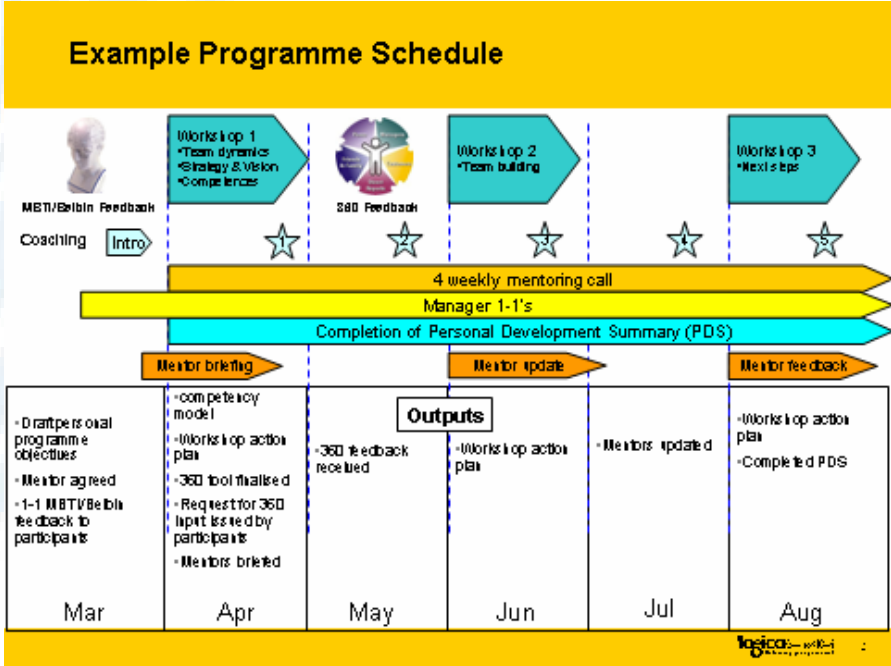 Example Programme Schedule
Workshop 1
•Team dynamics
•Strategy & Vision
•Competences
Workshop 2
•Team building
Workshop 3
•Next steps
MBTI/Belbin Feedback
360 Feedback
Coaching
Intro
1
2
3
4
5
4 weekly mentoring call
Manager 1-1's
Completion of Personal Development Summary (PDS)
Mentor briefing
Mentor update
Mentor feedback
Outputs
•Draft personal
programme
objectives
•Mentor agreed
•1-1 MBTI/Belbin
feedback to
participants
•competency
model
•Workshop action
plan
•360 tool finalised
•Request for 360
input issued by
participants
•Mentors briefed
•360 feedback
received
•Workshop action
plan
•Mentors updated
•Workshop action
plan
•Completed PDS
Mar
Apr
May
Jun
Jul
Aug
logica